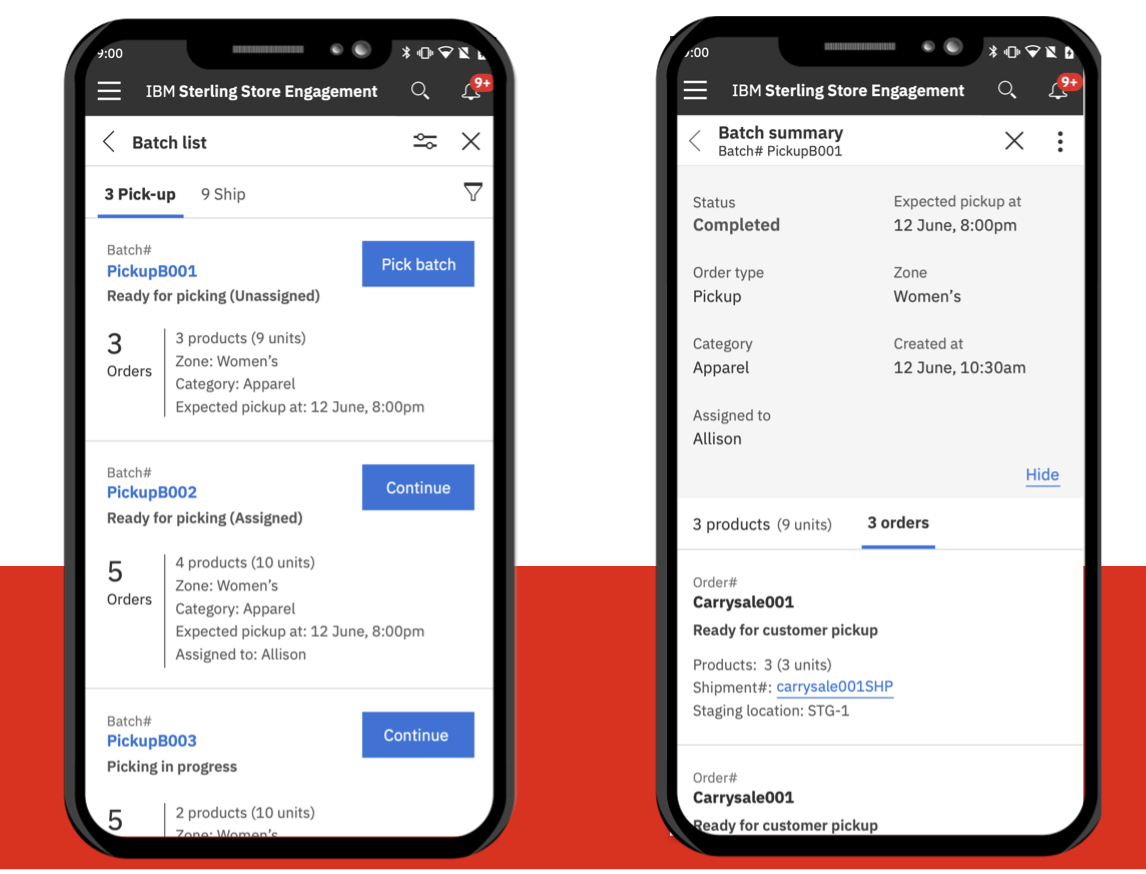 9:00
IBM Sterling Store Engagement
9+
Batch list
3 Pick-up
9 Ship
Batch#
PickupB001
Pick batch
Ready for picking (Unassigned)
3
Orders
3 products (9 units)
Zone: Women's
Category: Apparel
Expected pickup at: 12 June, 8:00pm
Batch#
PickupB002
Continue
Ready for picking (Assigned)
5
Orders
4 products (10 units)
Zone: Women's
Category: Apparel
Expected pickup at: 12 June, 8:00pm
Assigned to: Allison
Batch#
PickupB003
Continue
Picking in progress
5
2 products (10 units)
Zone: Women's
9:00
IBM Sterling Store Engagement
9+
Batch summary
Batch# PickupB001
Status
Completed
Expected pickup at
12 June, 8:00pm
Order type
Pickup
Zone
Women's
Category
Apparel
Created at
12 June, 10:30am
Assigned to
Allison
Hide
3 products (9 units)
3 orders
Order#
Carrysale001
Ready for customer pickup
Products: 3 (3 units)
Shipment#: carrysale001SHP
Staging location: STG-1
Order#
Carrysale001
Ready for customer pickup